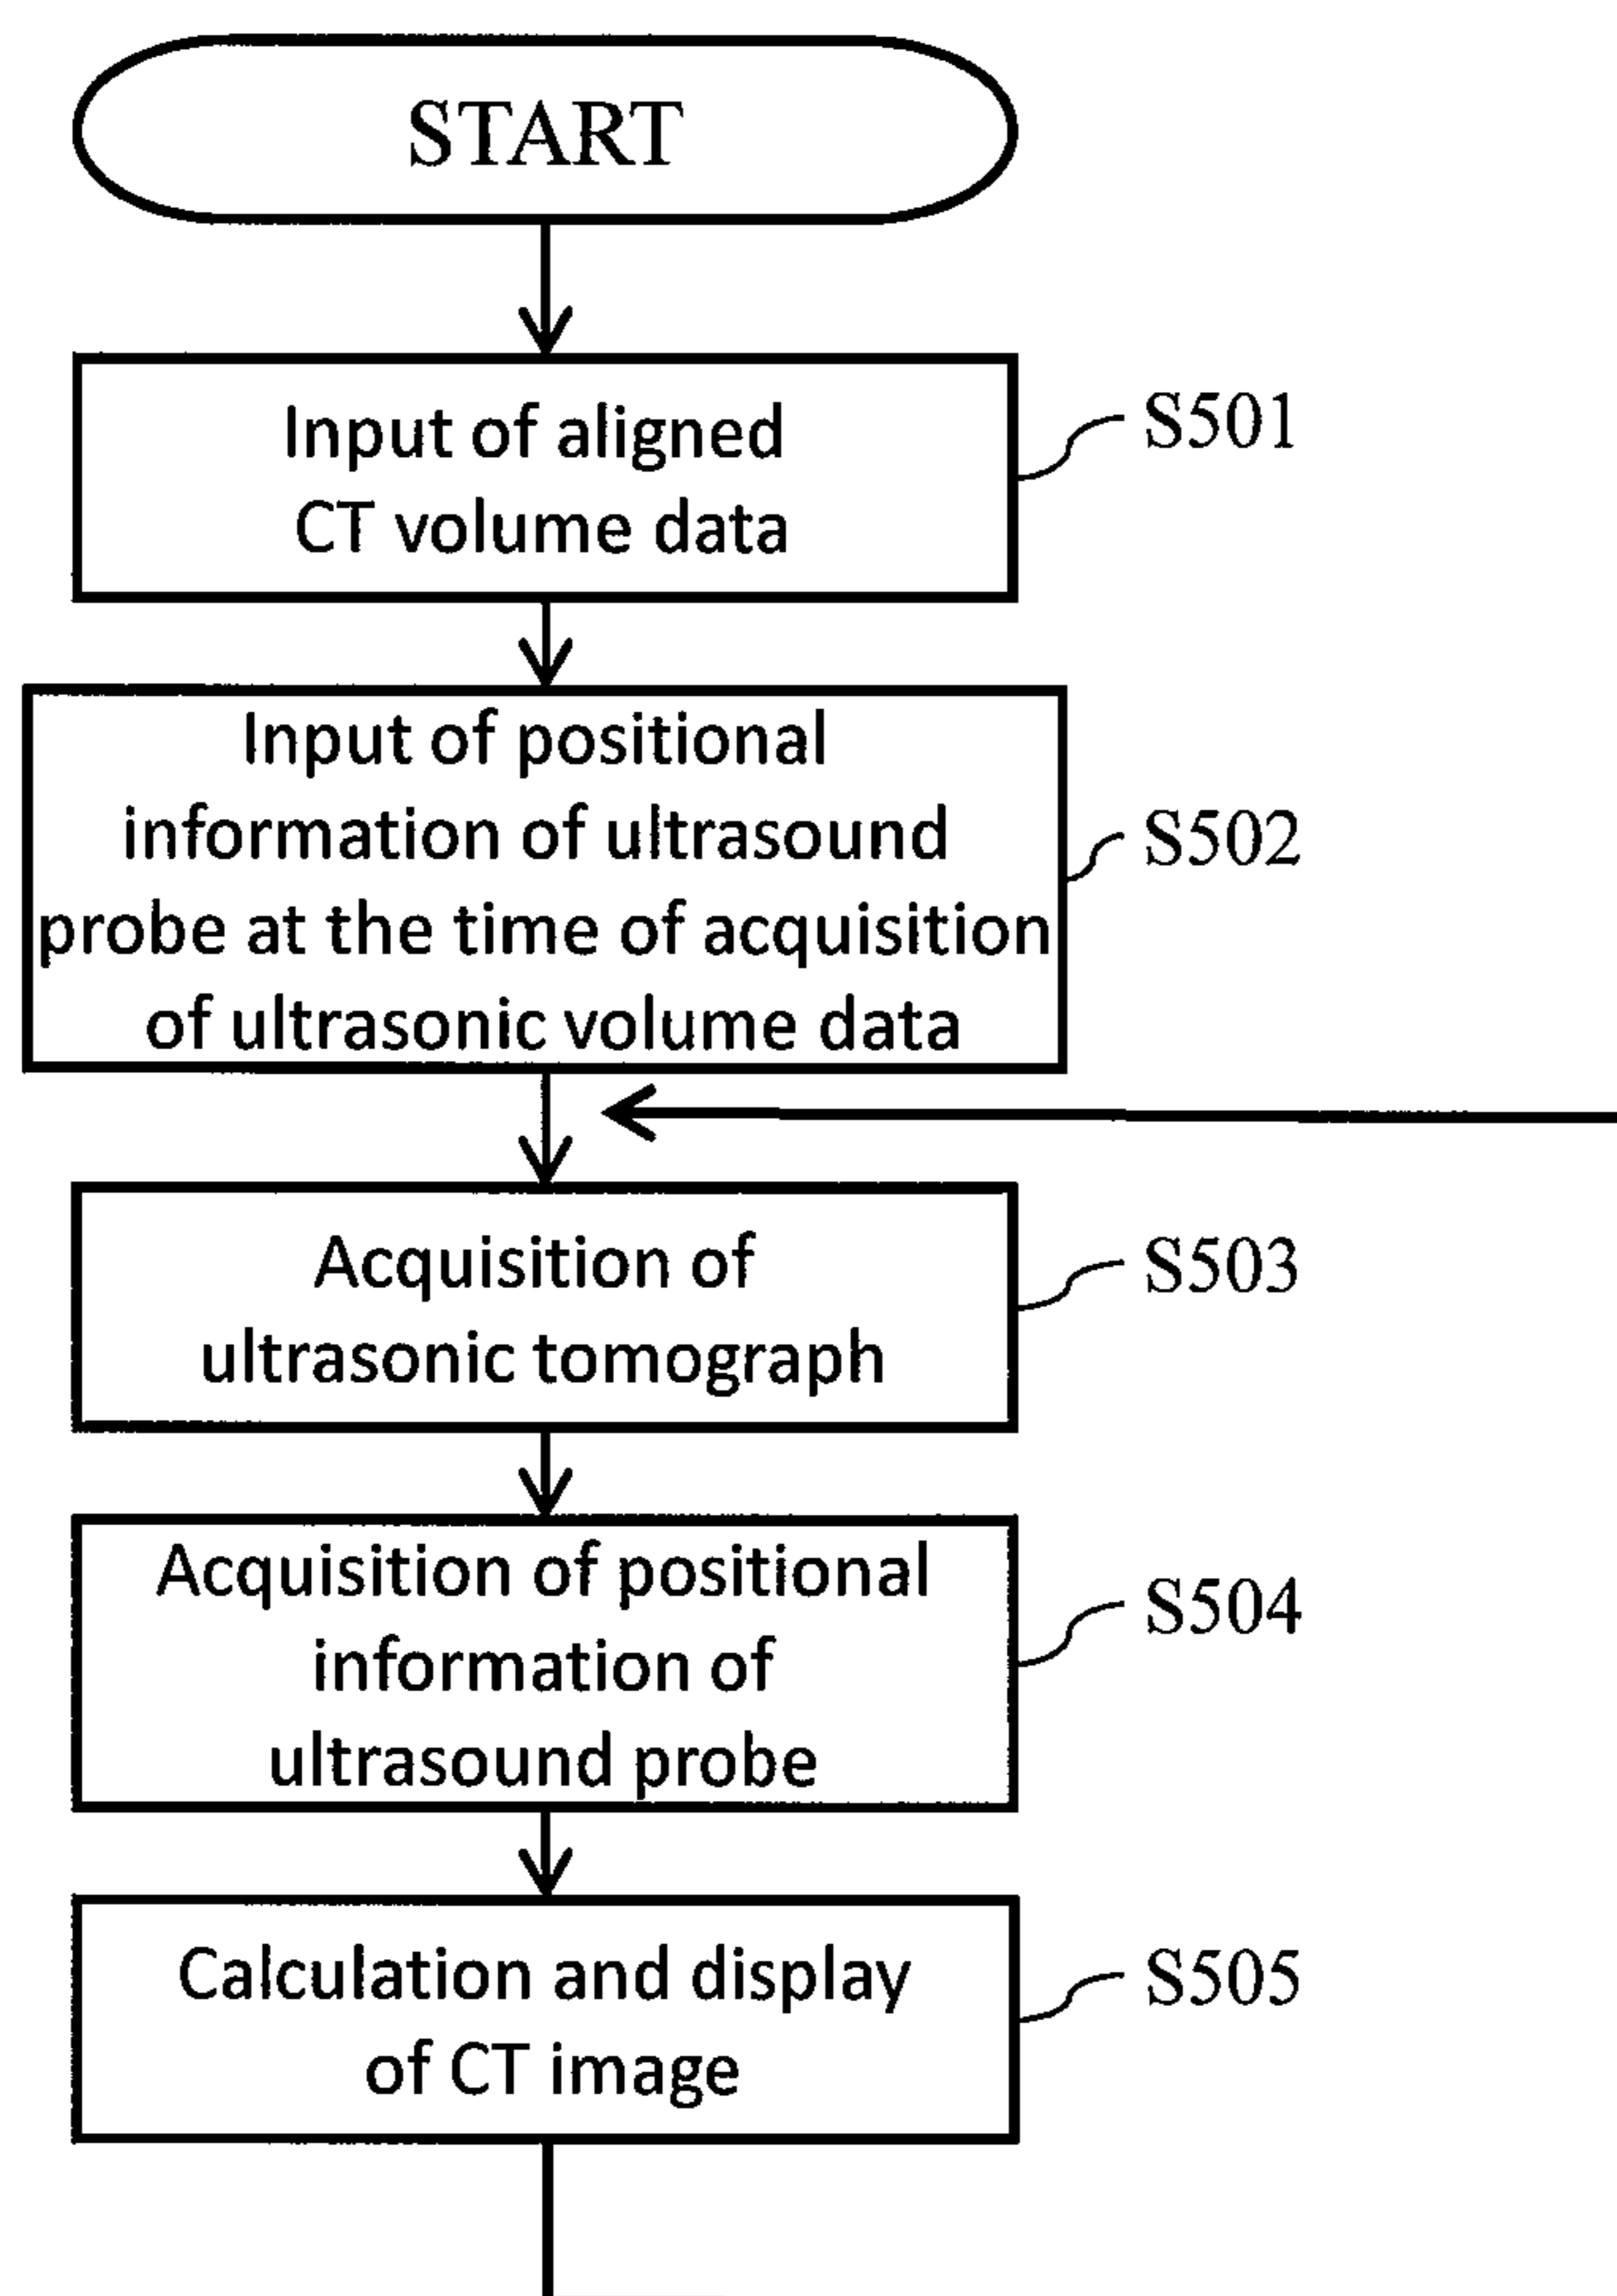 START
Input of aligned
CT volume data
S501
Input of positional
information of ultrasound
probe at the time of acquisition
of ultrasonic volume data
S502
Acquisition of
ultrasonic tomograph
S503
Acquisition of positional
information of
ultrasound probe
S504
Calculation and display
of CT image
S505